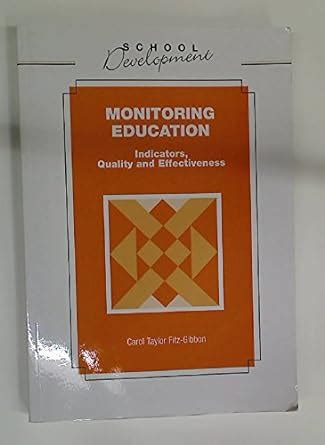 SCHOOL
Development
MONITORING
EDUCATION
Indicators,
Quality and Effectiveness
Carol Taylor Fitz-Gibbon